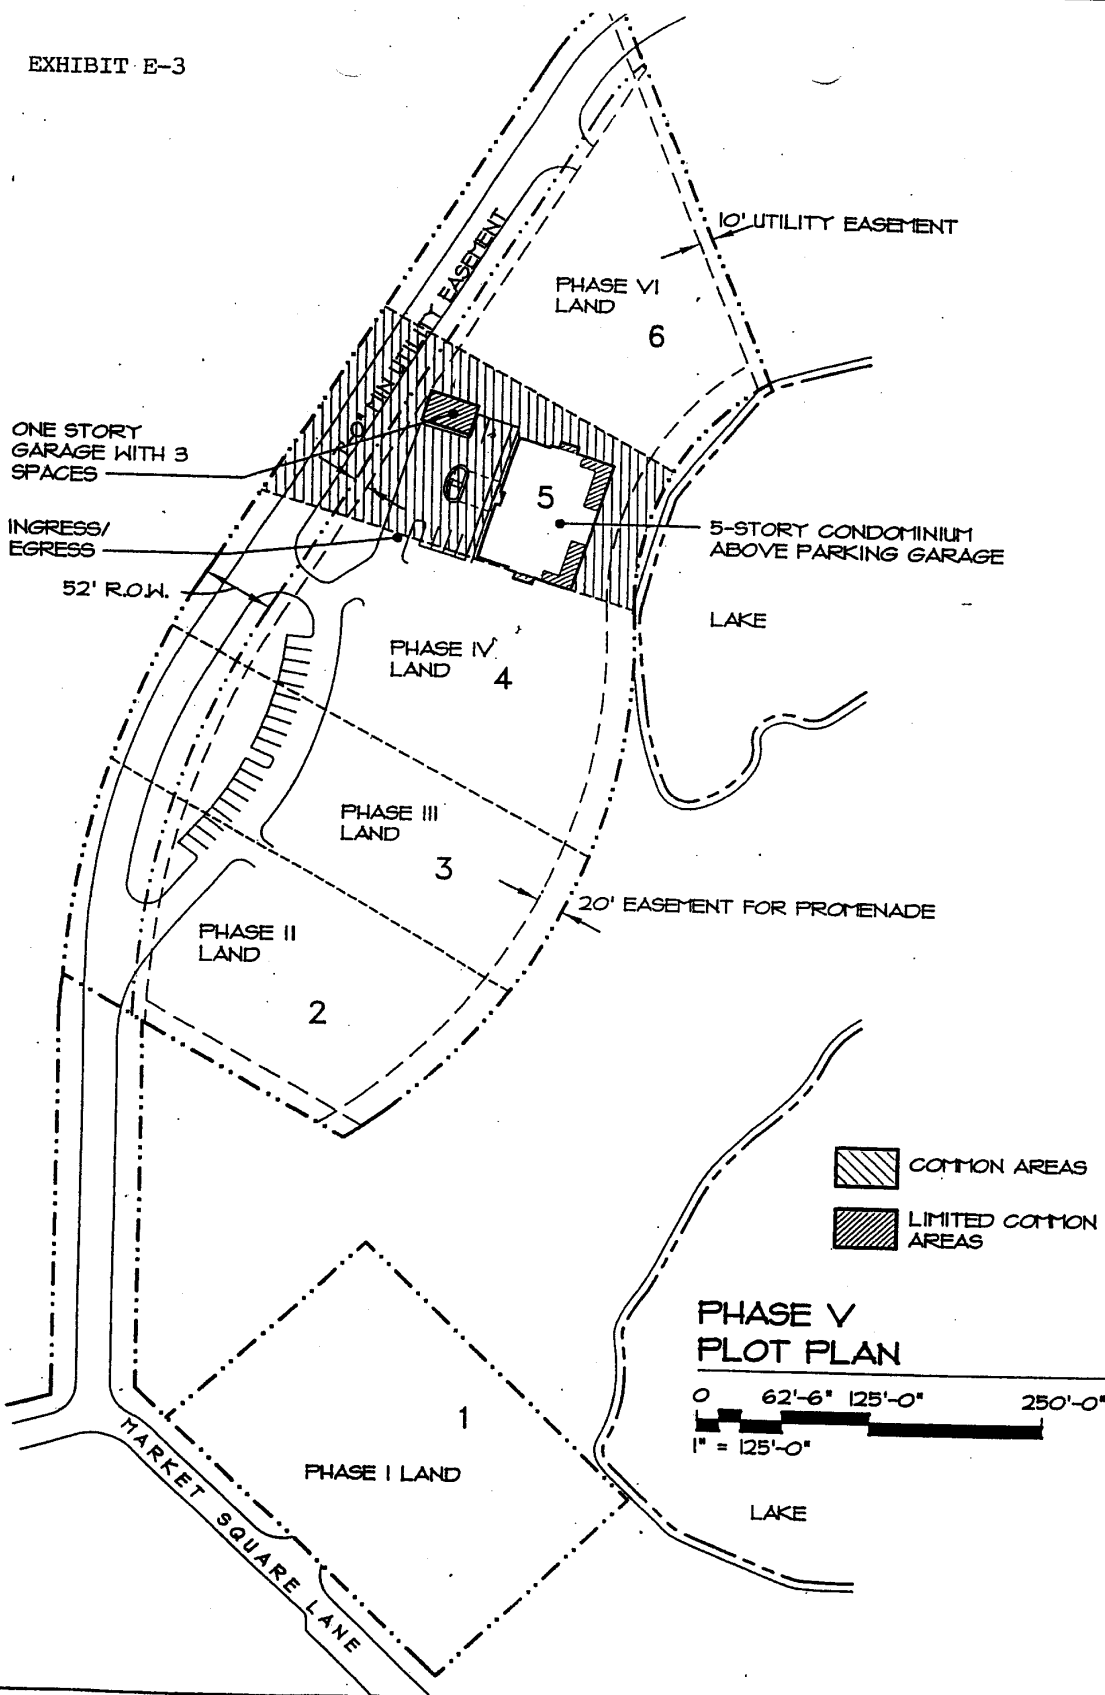 EXHIBIT E-3
10' UTILITY EASEMENT
PHASE VI
LAND
6
MIN UTILITY EASEMENT
ONE STORY
GARAGE WITH 3
SPACES
5
INGRESS/
EGRESS
5-STORY CONDOMINIUM
ABOVE PARKING GARAGE
52' R.O.W.
LAKE
PHASE IV
LAND
4
PHASE III
LAND
3
20' EASEMENT FOR PROMENADE
PHASE II
LAND
2
COMMON AREAS
LIMITED COMMON
AREAS
PHASE V
PLOT PLAN
0 62'-6" 125'-0" 250'-0"
1" = 125'-0"
1
PHASE I LAND
MARKET SQUARE LANE
LAKE